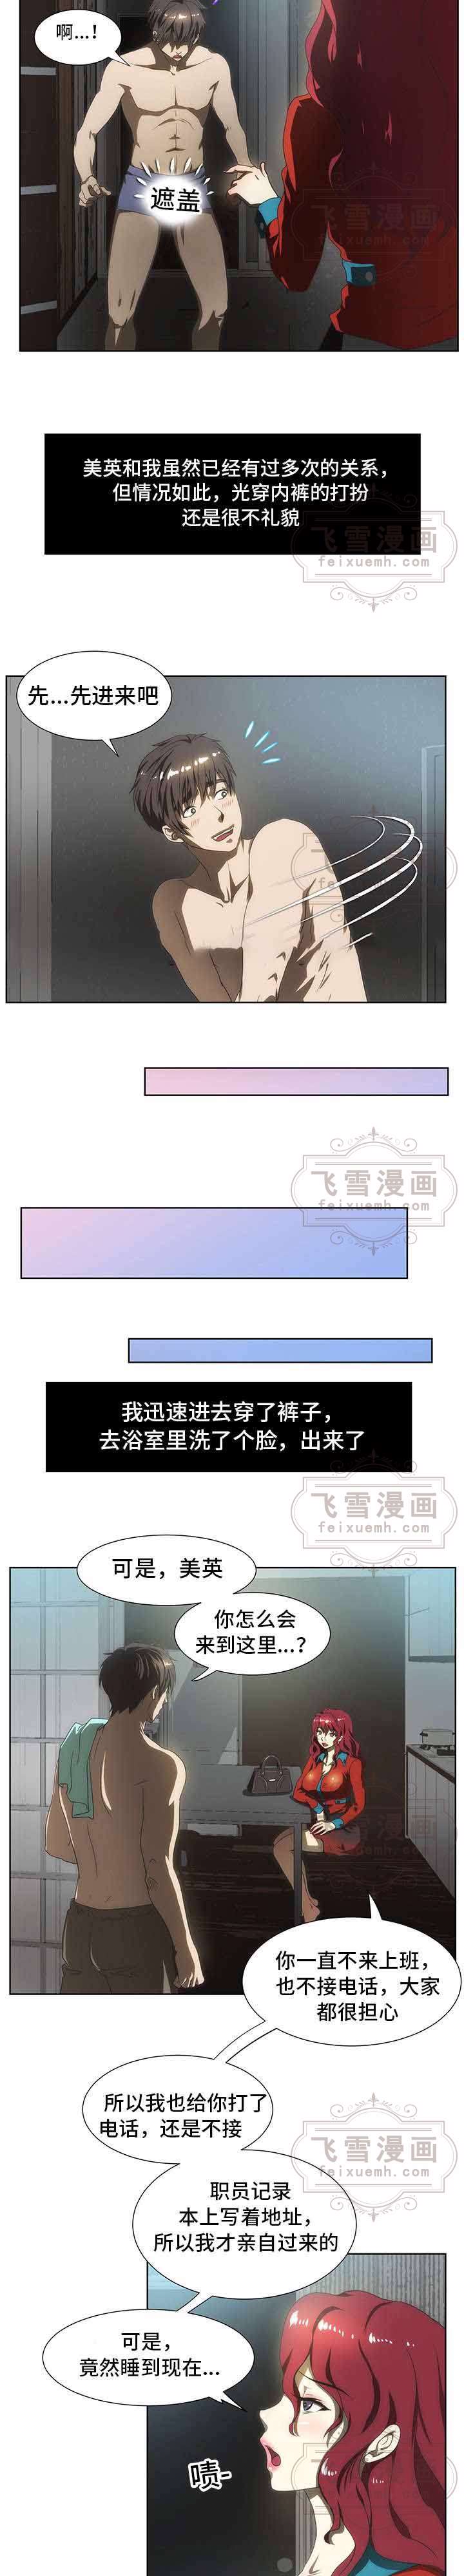 啊...!
遮盖
飞雪漫画
feixuemh.com
美英和我虽然已经有过多次的关系，
但情况如此，光穿内裤的打扮
还是很不礼貌
飞雪漫画
feixuemh.com
先...先进来吧
飞雪漫画
feixuemh.com
我迅速进去穿了裤子，
去浴室里洗了个脸，出来了
飞雪漫画
feixuemh.com
可是，美英
你怎么会
来到这里...?
你一直不来上班，
也不接电话，大家
都很担心
所以我也给你打了
电话，还是不接
飞雪漫画
feixuemh.com
职员记录
本上写着地址，
所以我才亲自过来的
可是，
竟然睡到现在...
啧-